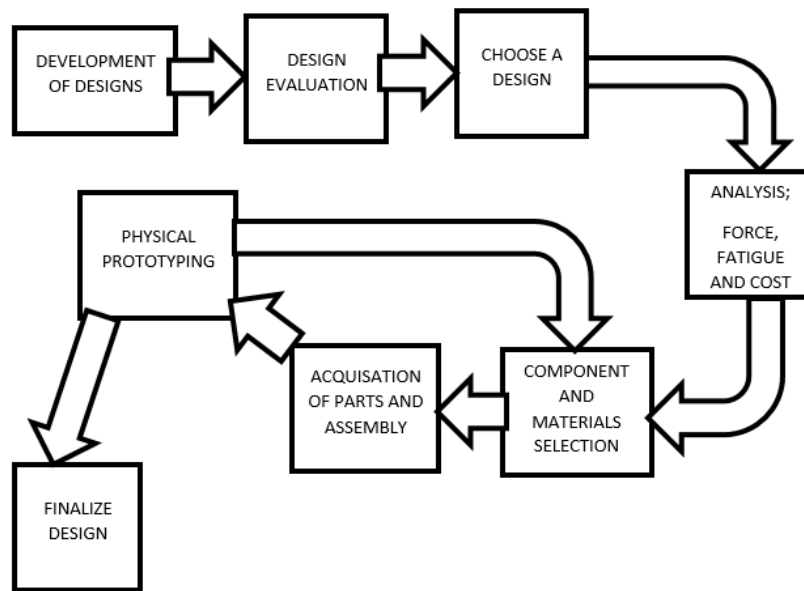 DEVELOPMENT
OF DESIGNS
DESIGN
EVALUATION
CHOOSE A
DESIGN
ANALYSIS;
FORCE,
FATIGUE
AND COST
COMPONENT
AND
MATERIALS
SELECTION
ACQUISATION
OF PARTS AND
ASSEMBLY
PHYSICAL
PROTOTYPING
FINALIZE
DESIGN